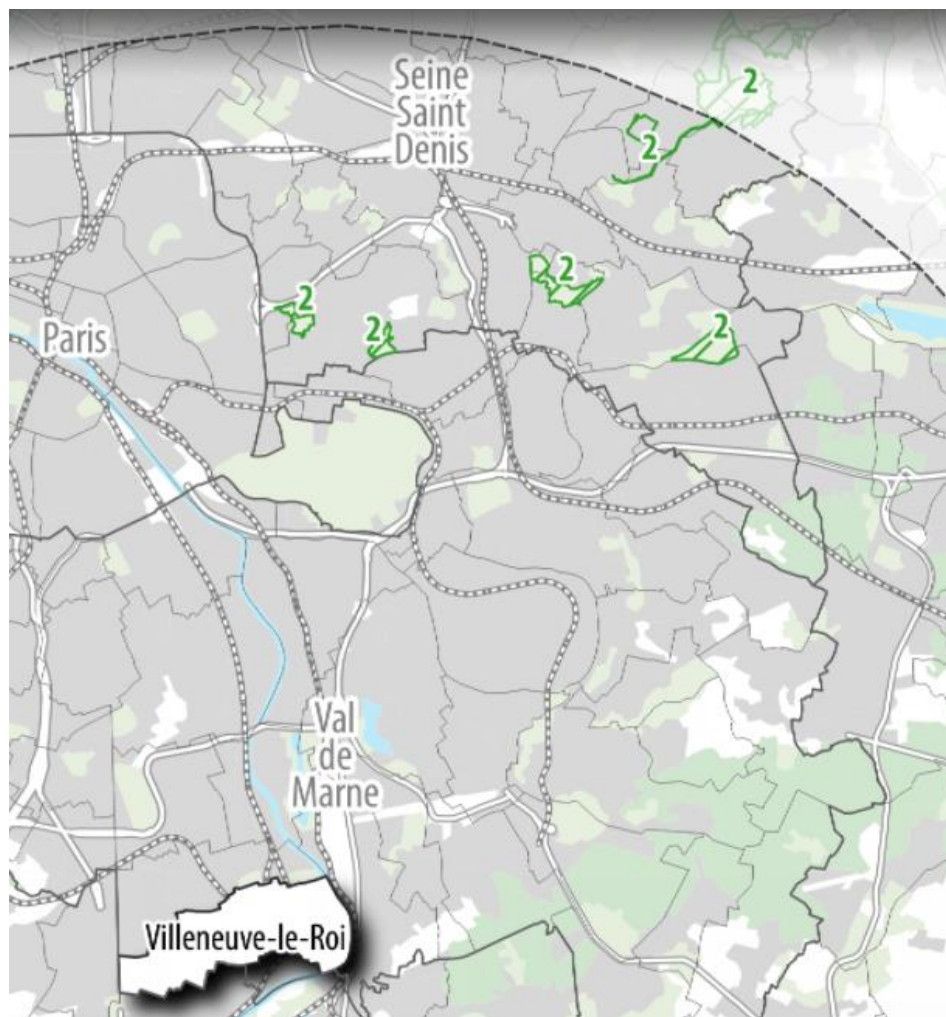 2
Seine
Saint
Denis
2
2
2
2
2
Paris
Val
de
Marne
Villeneuve-le-Roi